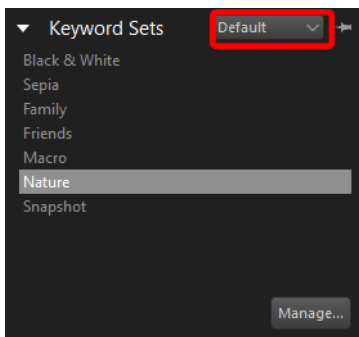 Keyword Sets Default
Black & White
Sepia
Family
Friends
Macro
Nature
Snapshot
Manage...